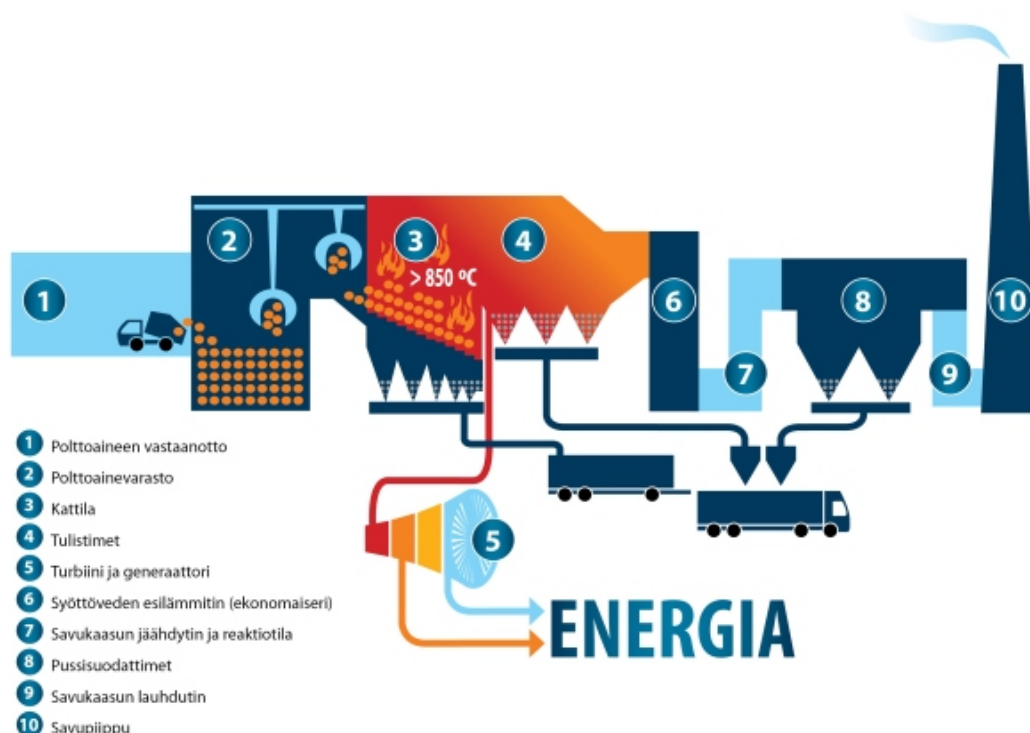 1
2
3
> 850 ºC
4
5
6
7
8
9
10
ENERGIA
1 Polttoaineen vastaanotto
2 Polttoainevarasto
3 Kattila
4 Tulistimet
5 Turbiini ja generaattori
6 Syöttöveden esilämmitin (ekonomaiseri)
7 Savukaasun jäähdytin ja reaktiotila
8 Pussisuodattimet
9 Savukaasun lauhdutin
10 Savupiippu